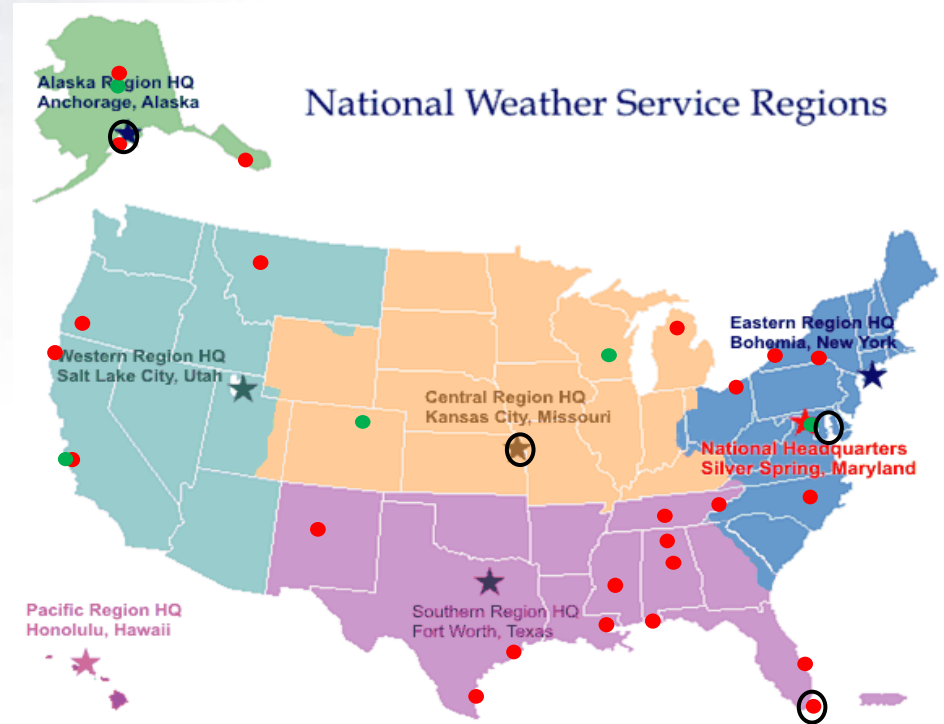 Alaska Region HQ
Anchorage, Alaska
National Weather Service Regions
Eastern Region HQ
Bohemia, New York
Western Region HQ
Salt Lake City, Utah
Central Region HQ
Kansas City, Missouri
National Headquarters
Silver Spring, Maryland
Pacific Region HQ
Honolulu, Hawaii
Southern Region HQ
Fort Worth, Texas